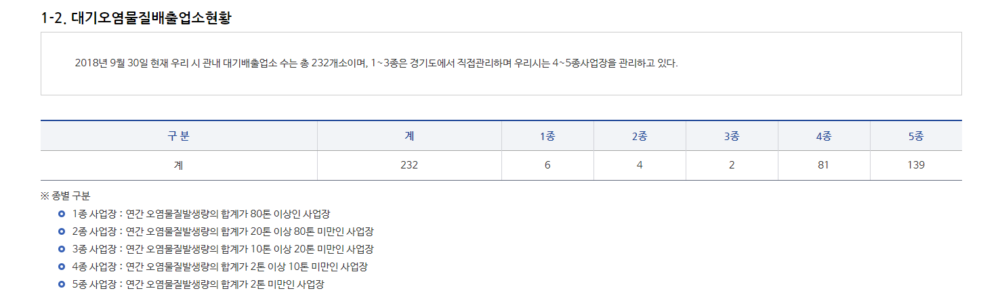 1-2. 대기오염물질배출업소현황
2018년 9월 30일 현재 우리 시 관내 대기배출업소 수는 총 232개소이며, 1~3종은 경기도에서 직접관리하며 우리시는 4~5종사업장을 관리하고 있다.
구 분 계 1종 2종 3종 4종 5종
계 232 6 4 2 81 139
※ 종별 구분
1종 사업장 : 연간 오염물질발생량의 합계가 80톤 이상인 사업장
2종 사업장 : 연간 오염물질발생량의 합계가 20톤 이상 80톤 미만인 사업장
3종 사업장 : 연간 오염물질발생량의 합계가 10톤 이상 20톤 미만인 사업장
4종 사업장 : 연간 오염물질발생량의 합계가 2톤 이상 10톤 미만인 사업장
5종 사업장 : 연간 오염물질발생량의 합계가 2톤 미만인 사업장